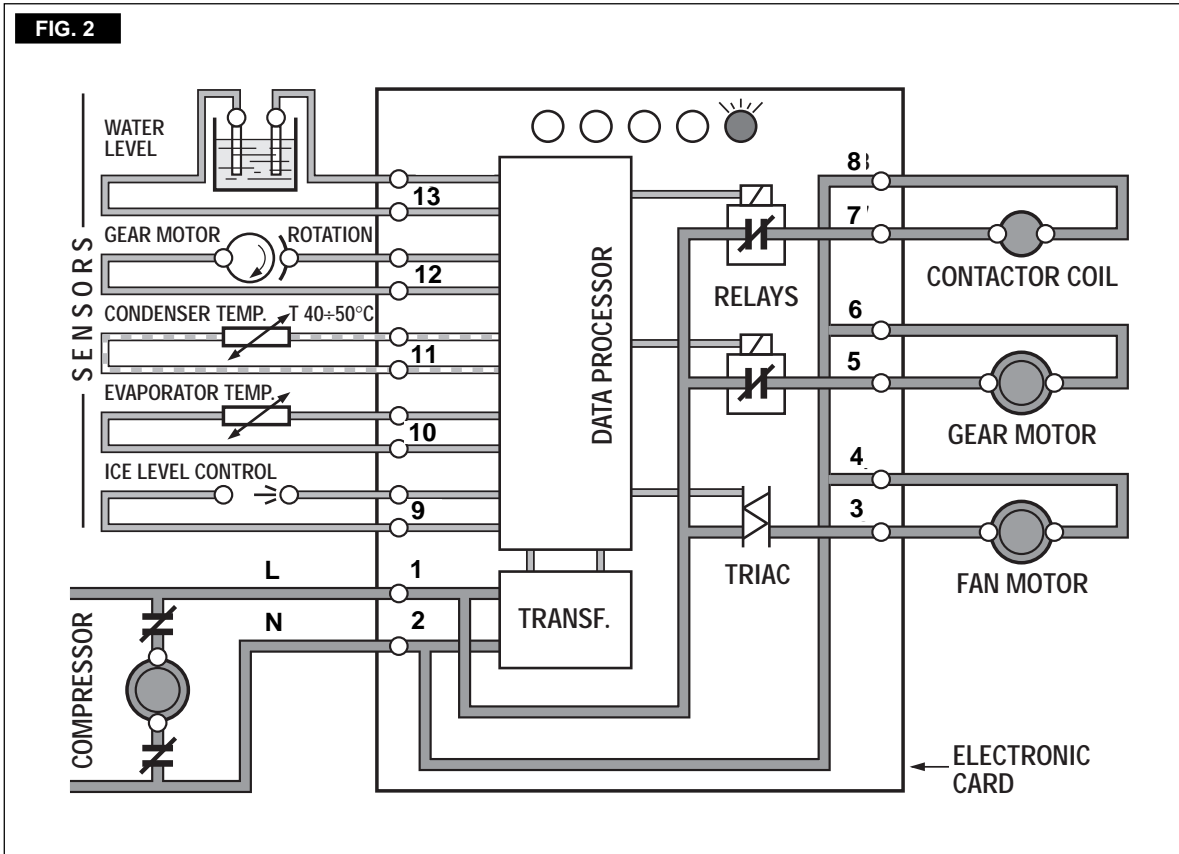 FIG. 2
WATER
LEVEL
13
GEAR MOTOR ROTATION
12
CONDENSER TEMP. T 40÷50°C
11
EVAPORATOR TEMP.
10
ICE LEVEL CONTROL
9
SENSORS
L 1
N 2
COMPRESSOR
DATA PROCESSOR
TRANSF.
RELAYS
TRIAC
8
7
CONTACTOR COIL
6
5
GEAR MOTOR
4
3
FAN MOTOR
ELECTRONIC
CARD